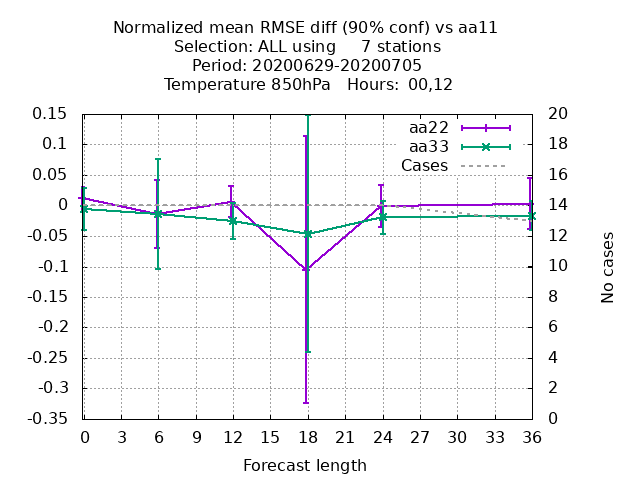 Normalized mean RMSE diff (90% conf) vs aa11
Selection: ALL using 7 stations
Period: 20200629-20200705
Temperature 850hPa Hours: 00,12
0.15 20
0.1 18
0.05 16
0 14
-0.05 12
-0.1 10
-0.15 8
-0.2 6
-0.25 4
-0.3 2
-0.35 0
aa22
aa33
Cases
No cases
0 3 6 9 12 15 18 21 24 27 30 33 36
Forecast length